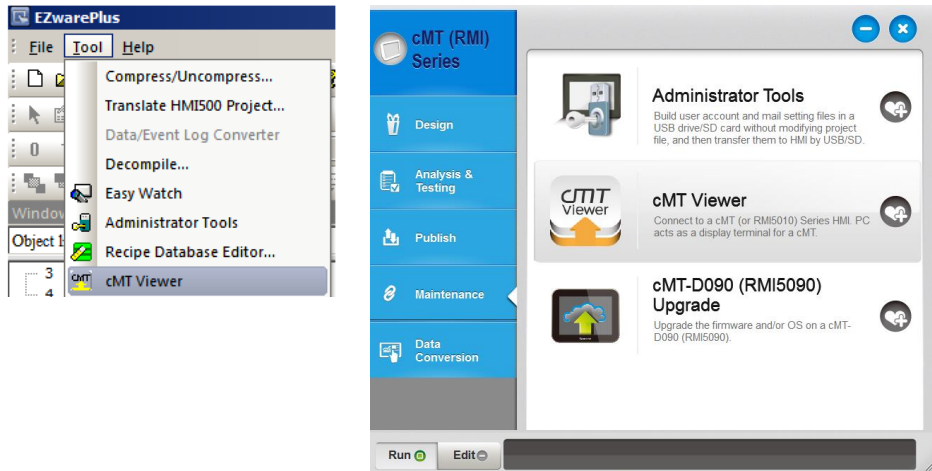 EZwarePlus
File Tool Help
Compress/Uncompress...
Translate HMI500 Project...
Data/Event Log Converter
Decompile...
Easy Watch
Administrator Tools
Recipe Database Editor...
cMT Viewer
Window
Object 1
3
4
0
CMT
cMT (RMI)
Series
Design
Analysis &
Testing
Publish
Maintenance
Data
Conversion
Administrator Tools
Build user account and mail setting files in a
USB drive/SD card without modifying project
file, and then transfer them to HMI by USB/SD.
cMT
Viewer
cMT Viewer
Connect to a cMT (or RMI5010) Series HMI. PC
acts as a display terminal for a cMT.
cMT-D090 (RMI5090)
Upgrade
Upgrade the firmware and/or OS on a cMT-
D090 (RMI5090).
Run Edit